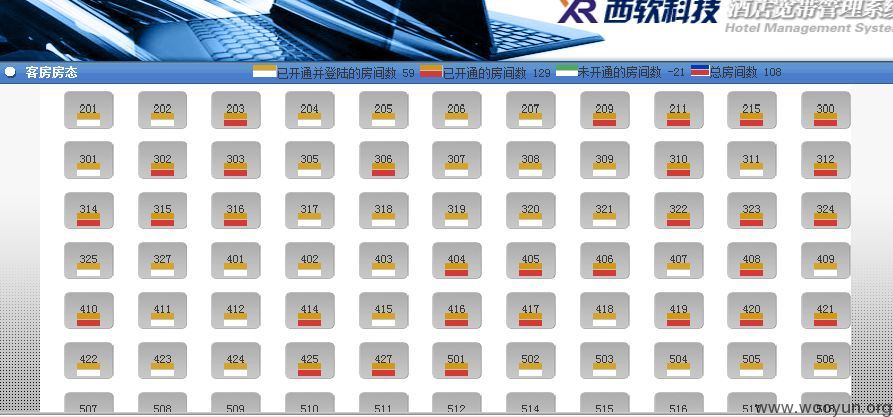 XR 西软科技 酒店宽带管理系统
Hotel Management System
客房房态 已开通并登陆的房间数 59 已开通的房间数 129 未开通的房间数 -21 总房间数 108
201 202 203 204 205 206 207 209 211 215 300
301 302 303 305 306 307 308 309 310 311 312
314 315 316 317 318 319 320 321 322 323 324
325 327 401 402 403 404 405 406 407 408 409
410 411 412 414 415 416 417 418 419 420 421
422 423 424 425 427 501 502 503 504 505 506
507 508 509 510 511 512 514 515 516 517 518
www.wooyun.org